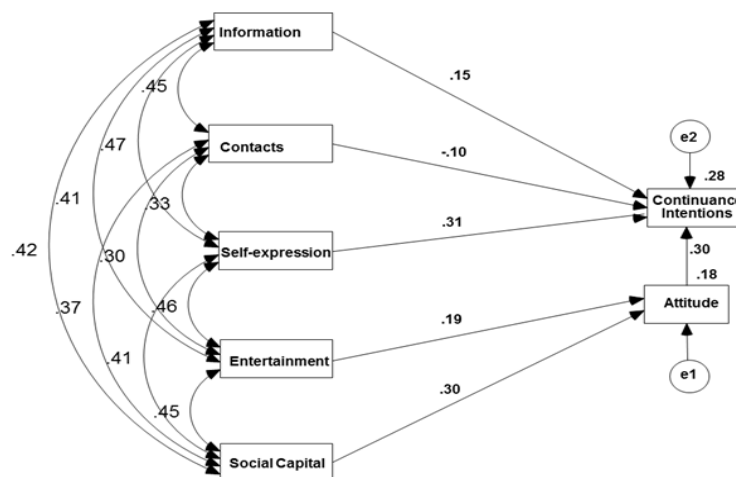 Information
.15
.45
e2
.47
Contacts
-.10
.28
Continuance
Intentions
.41
.33
.31
Self-expression
.42
.30
.30
.18
.46
.19
Attitude
.37
Entertainment
.41
.30
e1
.45
Social Capital